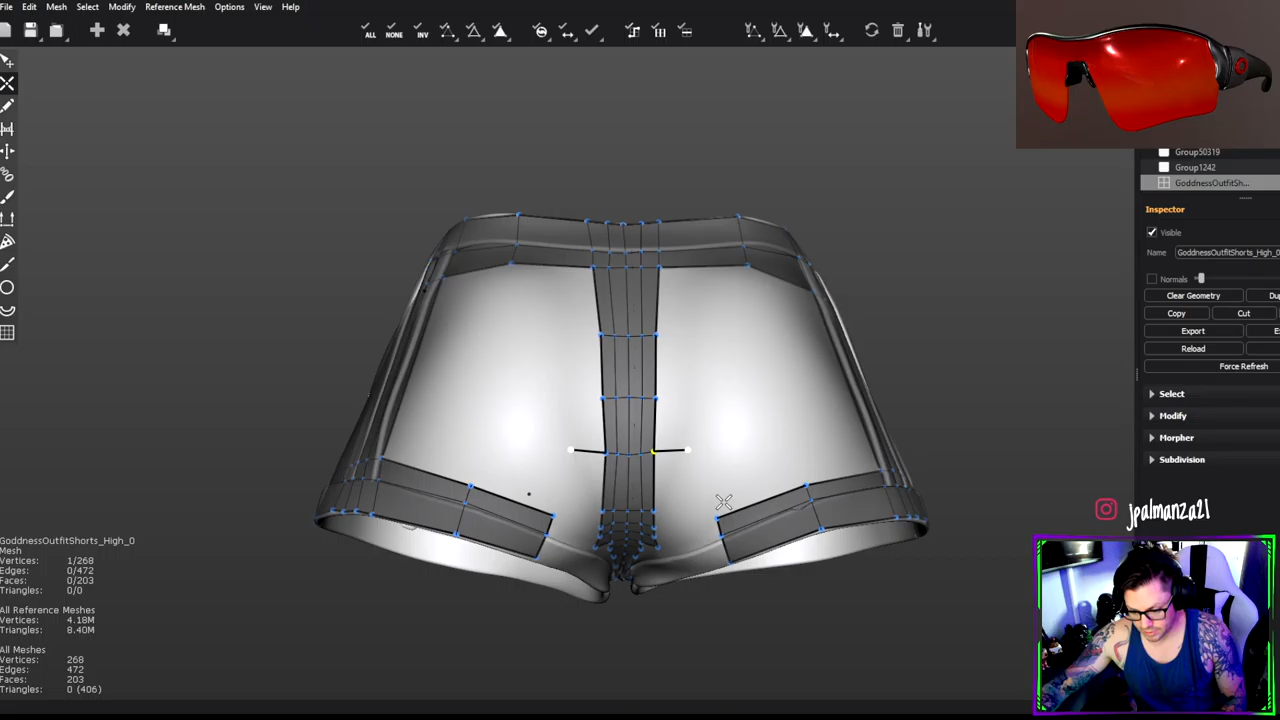 File Edit Mesh Select Modify Reference Mesh Options View Help
ALL NONE INV
Group50319
Group1242
GoddnessOutfitSh...
Inspector
Visible
Name GoddnessOutfitShorts_High_0
Normals
Clear Geometry Du
Copy Cut
Export E
Reload
Force Refresh
Select
Modify
Morpher
Subdivision
jpalmanza21
GoddnessOutfitShorts_High_0
Mesh
Vertices: 1/268
Edges: 0/472
Faces: 0/203
Triangles: 0/0
All Reference Meshes
Vertices: 4.18M
Triangles: 8.40M
All Meshes
Vertices: 268
Edges: 472
Faces: 203
Triangles: 0 (406)